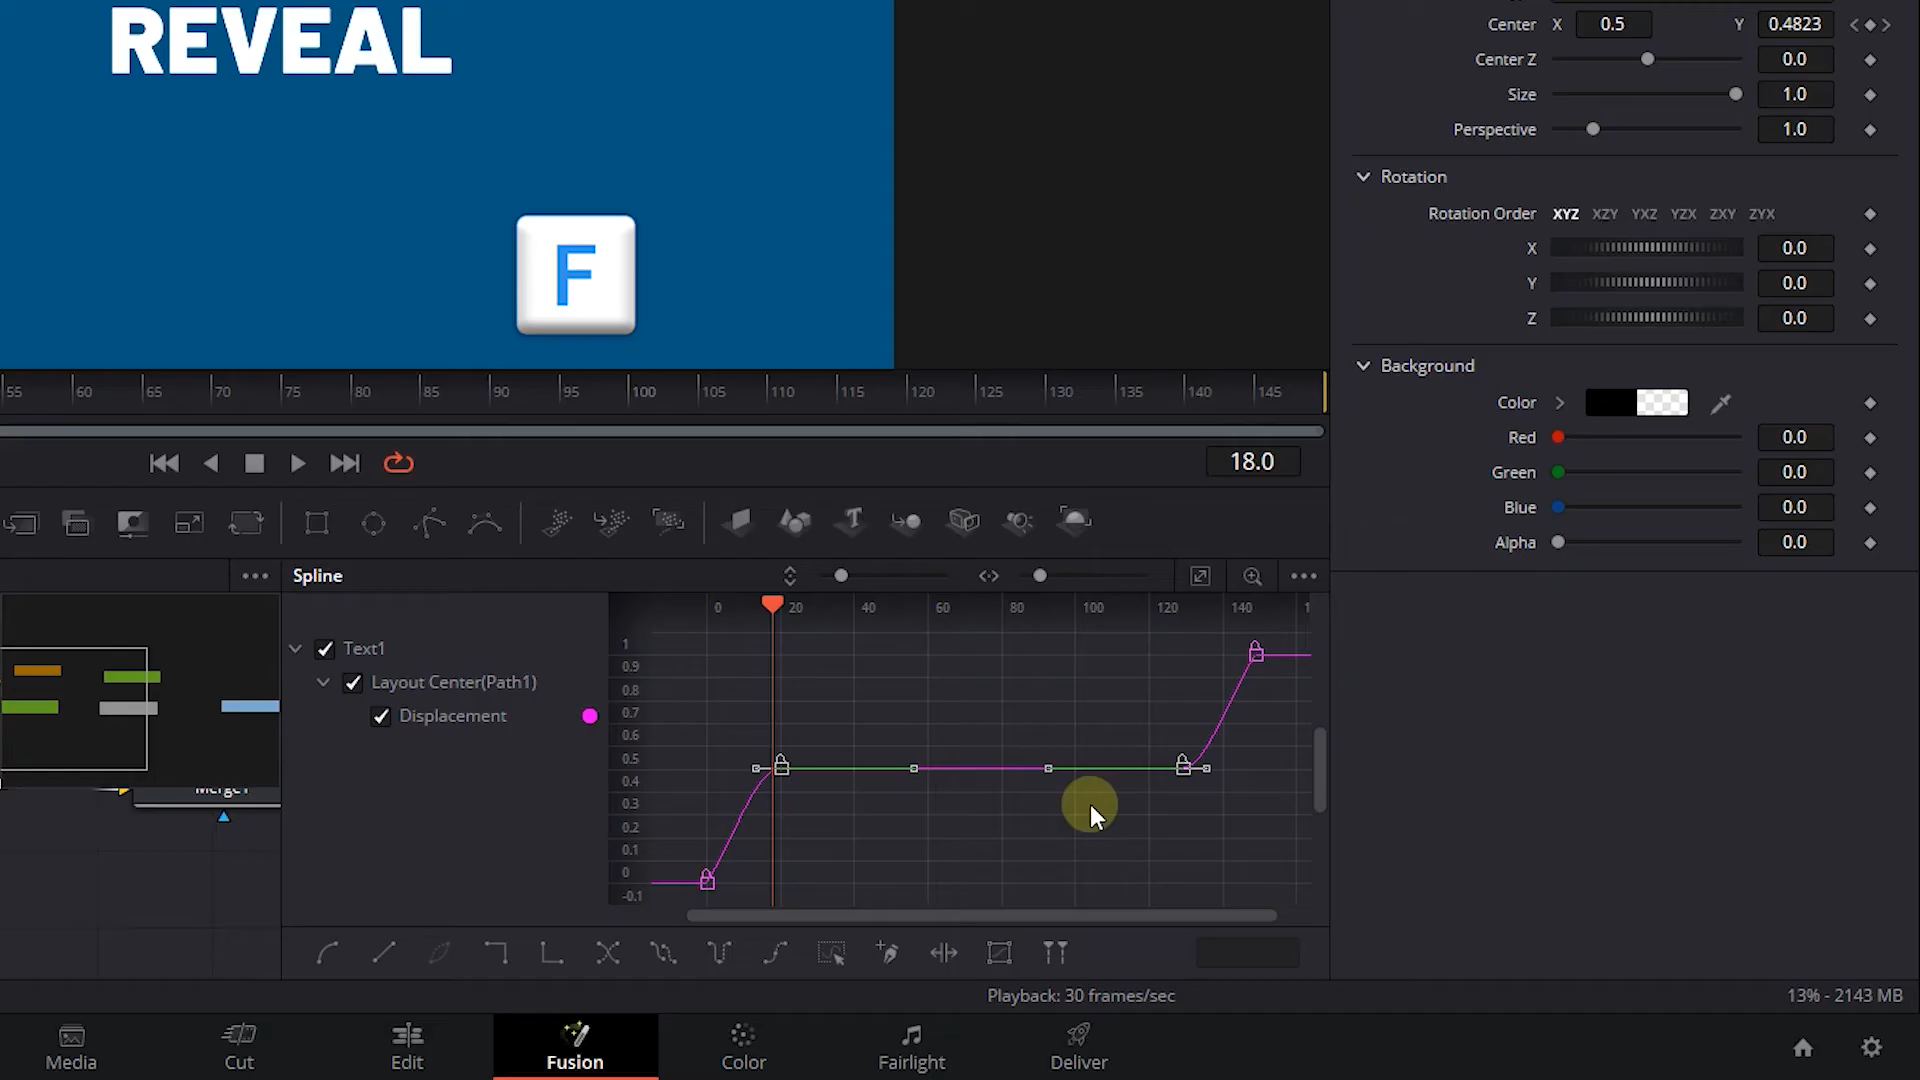 REVEAL
F
Center X 0.5 Y 0.4823
Center Z 0.0
Size 1.0
Perspective 1.0
Rotation
Rotation Order XYZ XZY YXZ YZX ZXY ZYX
X 0.0
Y 0.0
Z 0.0
Background
Color
Red 0.0
Green 0.0
Blue 0.0
Alpha 0.0
55 60 65 70 75 80 85 90 95 100 105 110 115 120 125 130 135 140 145
18.0
T
Spline
0 20 40 60 80 100 120 140 1
Text1
Layout Center(Path1)
Displacement
1
0.9
0.8
0.7
0.6
0.5
0.4
0.3
0.2
0.1
0
-0.1
Merge1
Playback: 30 frames/sec
13% - 2143 MB
Media Cut Edit Fusion Color Fairlight Deliver